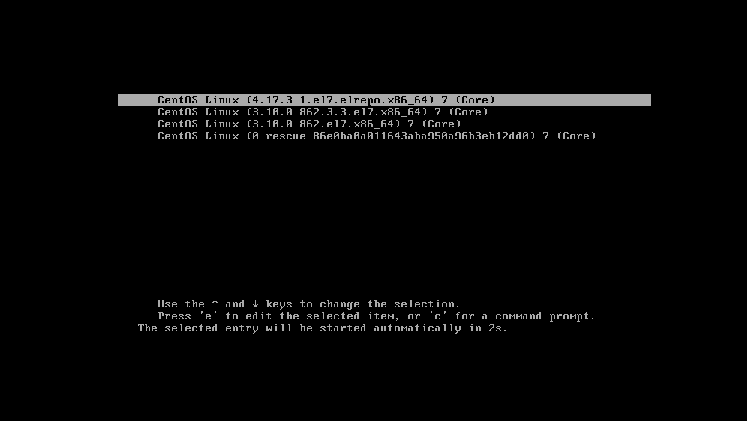 CentOS Linux (4.17.3-1.el7.elrepo.x86_64) 7 (Core)
CentOS Linux (3.10.0-862.3.3.el7.x86_64) 7 (Core)
CentOS Linux (3.10.0-862.el7.x86_64) 7 (Core)
CentOS Linux (0-rescue-) 7 (Core)
Use the ↑ and ↓ keys to change the selection.
Press 'e' to edit the selected item, or 'c' for a command prompt.
The selected entry will be started automatically in 2s.